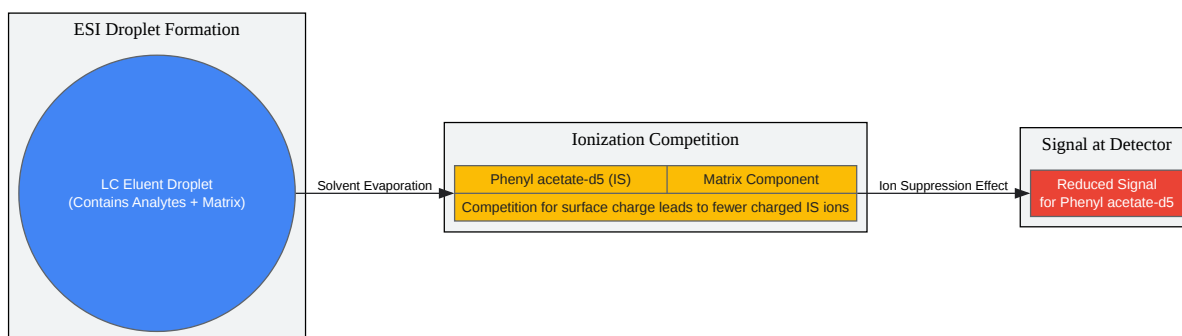 ESI Droplet Formation
LC Eluent Droplet
(Contains Analytes + Matrix)
Solvent Evaporation
Ionization Competition
Phenyl acetate-d5 (IS)
Matrix Component
Competition for surface charge leads to fewer charged IS ions
Ion Suppression Effect
Signal at Detector
Reduced Signal
for Phenyl acetate-d5